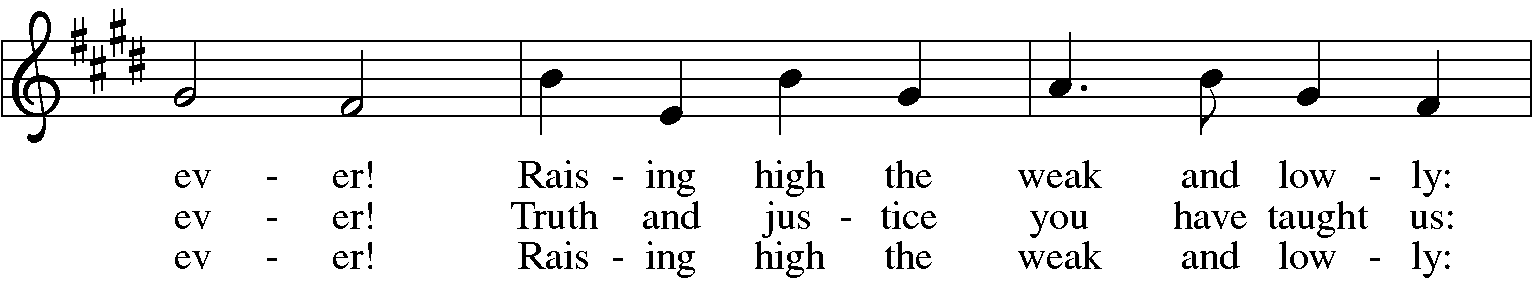 ev - er! Rais - ing high the weak and low - ly:
ev - er! Truth and jus - tice you have taught us:
ev - er! Rais - ing high the weak and low - ly: